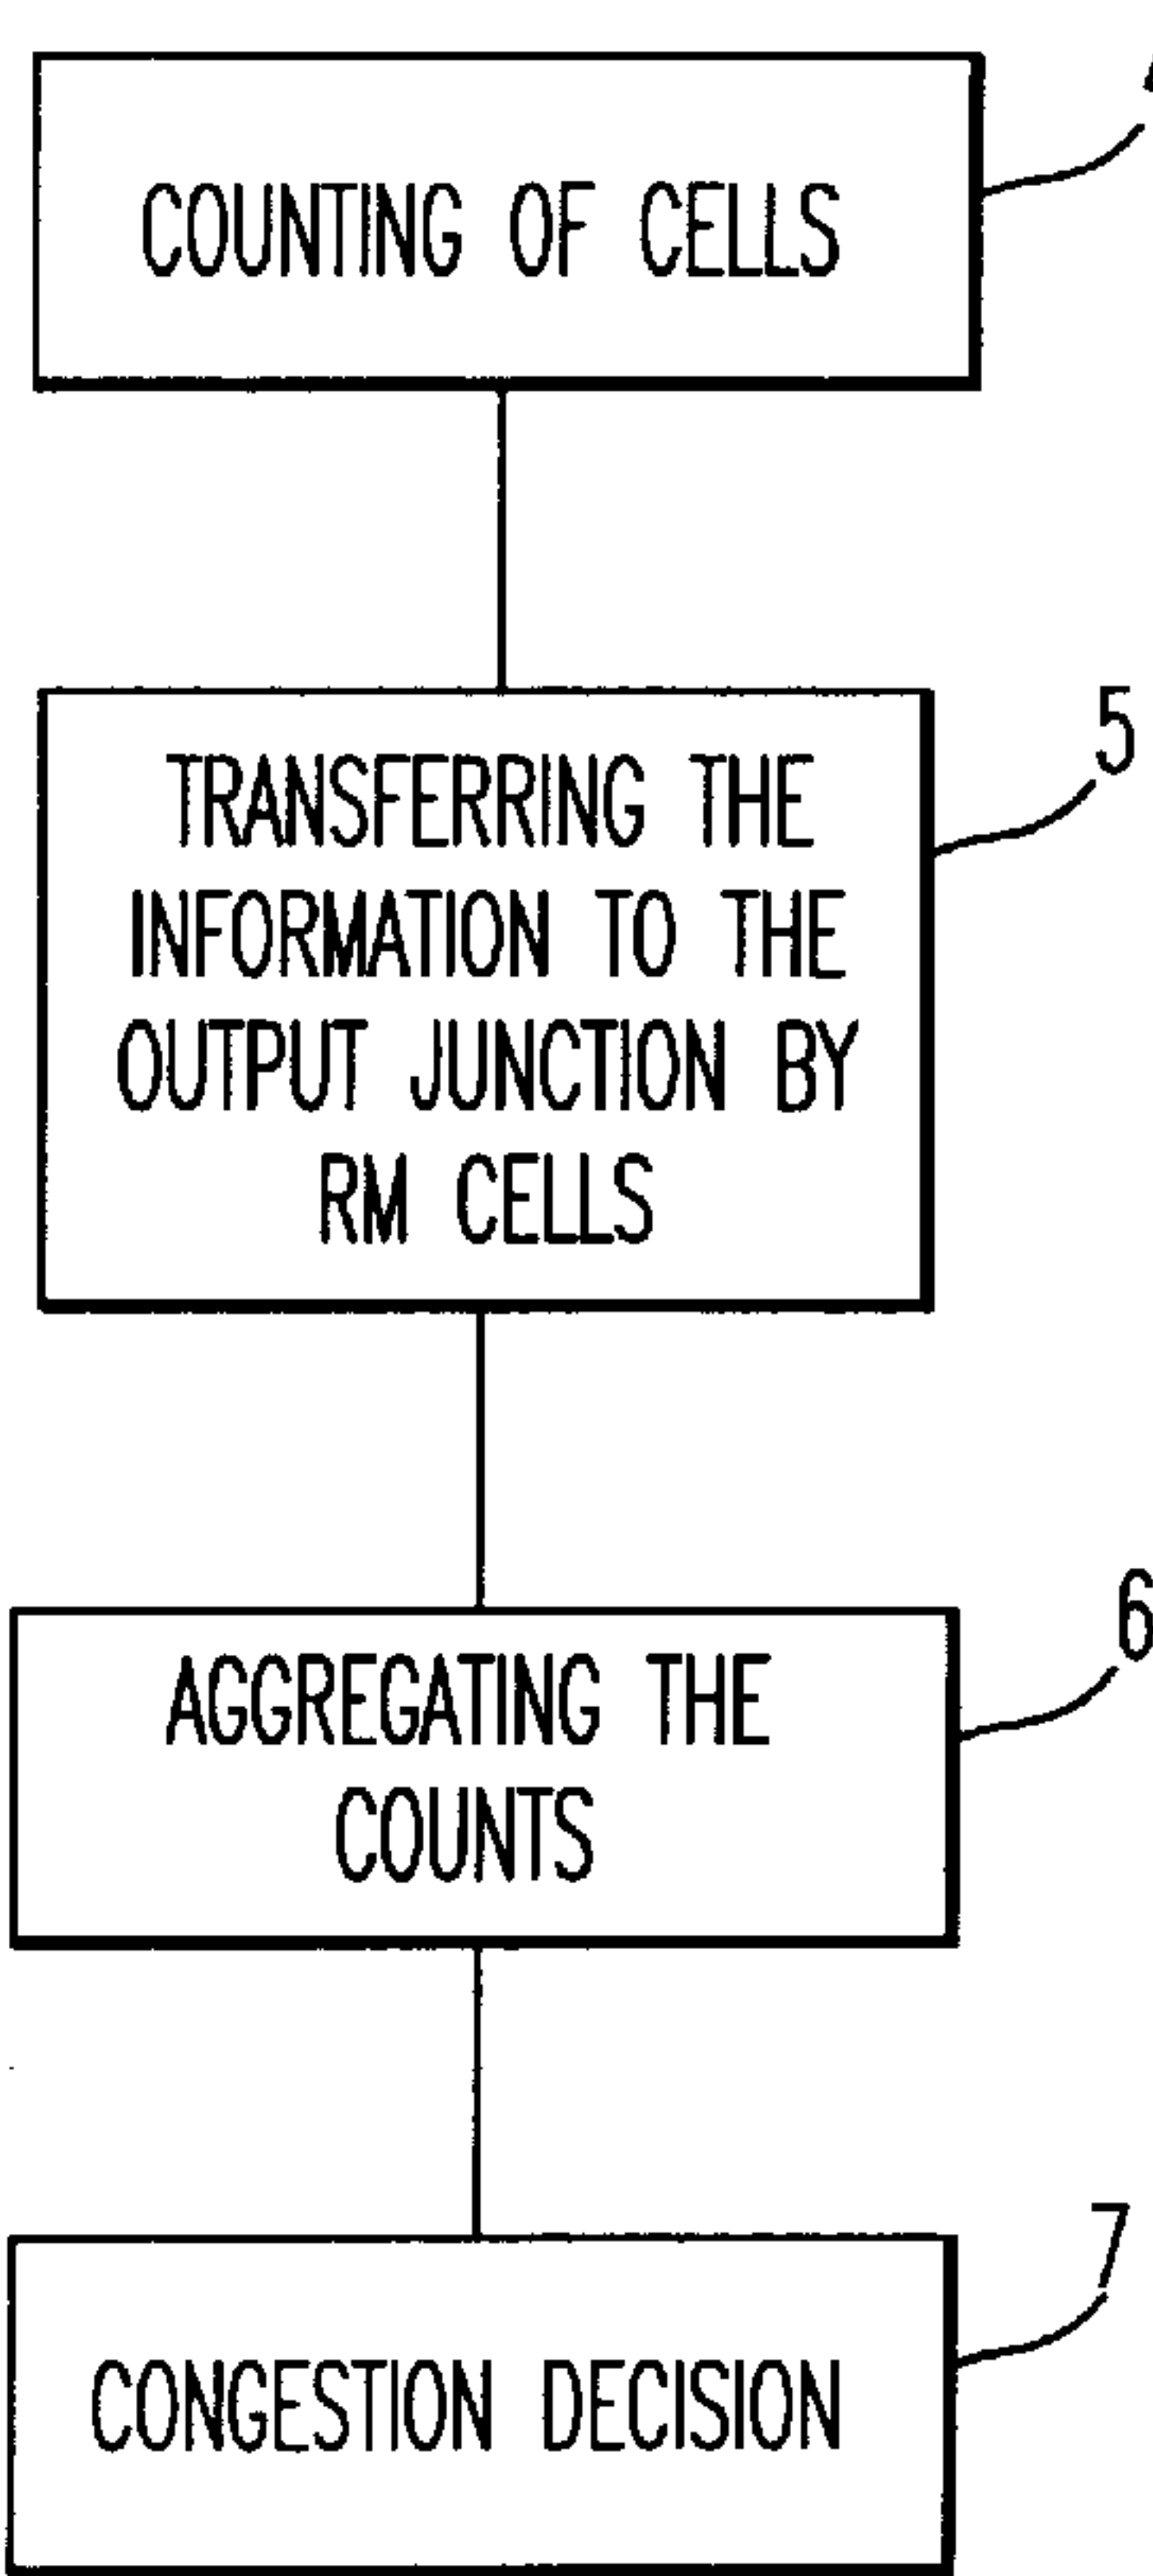 COUNTING OF CELLS
TRANSFERRING THE
INFORMATION TO THE
OUTPUT JUNCTION BY
RM CELLS
5
AGGREGATING THE
COUNTS
6
CONGESTION DECISION
7